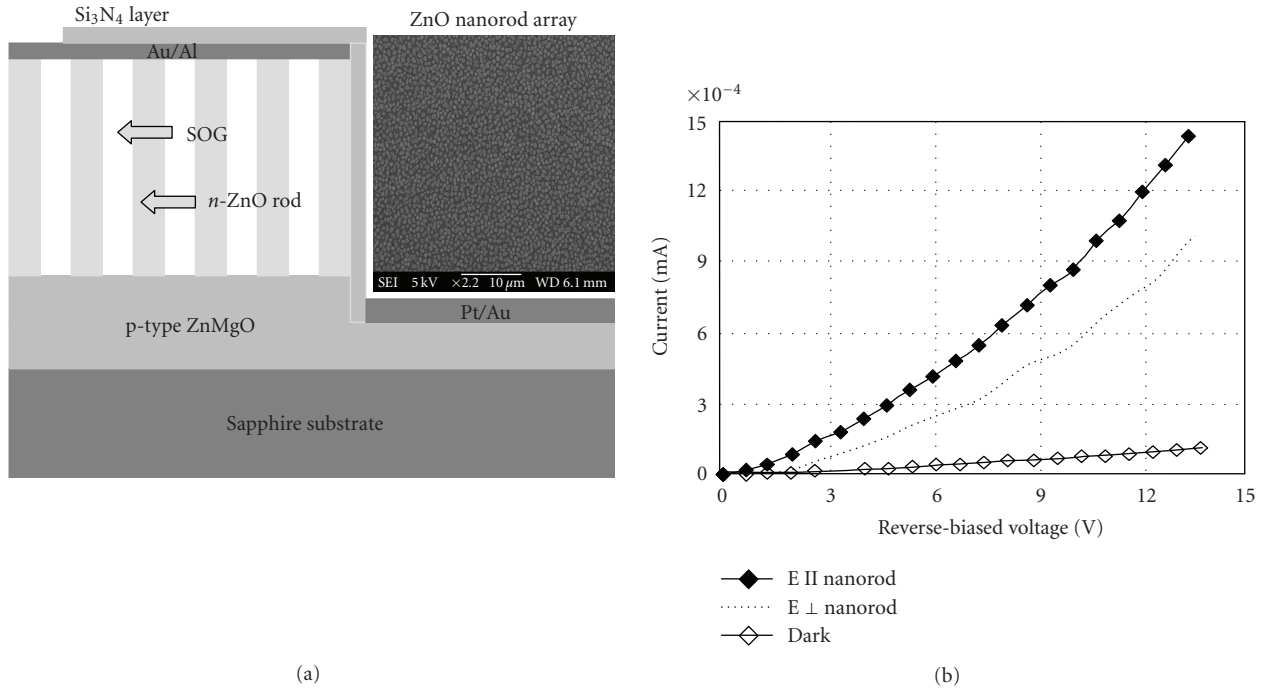 Si₃N₄ layer
ZnO nanorod array
Au/Al
SOG
n-ZnO rod
SEI 5 kV ×2.2 10 μm WD 6.1 mm
Pt/Au
p-type ZnMgO
Sapphire substrate
(a)
×10⁻⁴
15
12
9
6
3
0
Current (mA)
0 3 6 9 12 15
Reverse-biased voltage (V)
E II nanorod
E ⊥ nanorod
Dark
(b)